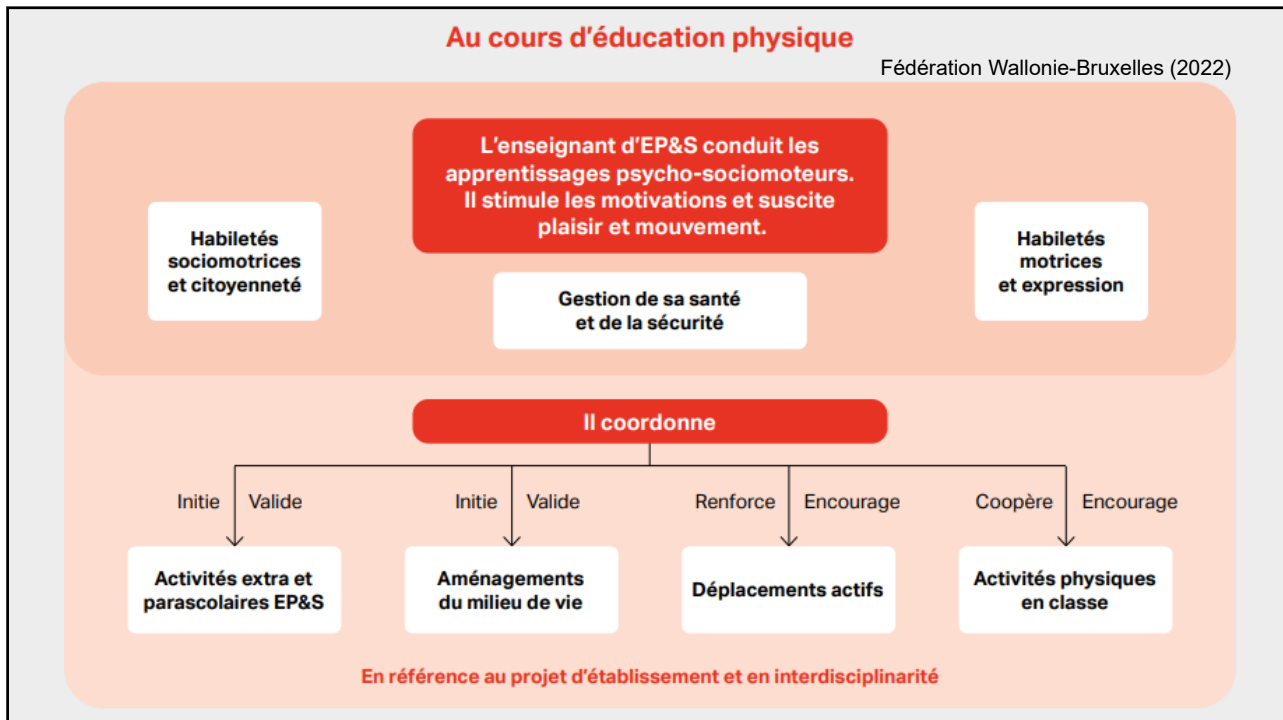 Au cours d'éducation physique
Fédération Wallonie-Bruxelles (2022)
L'enseignant d'EP&S conduit les
apprentissages psycho-sociomoteurs.
Il stimule les motivations et suscite
plaisir et mouvement.
Habiletés
sociomotrices
et citoyenneté
Gestion de sa santé
et de la sécurité
Habiletés
motrices
et expression
Il coordonne
Initie
Valide
Initie
Valide
Renforce
Encourage
Coopère
Encourage
Activités extra et
parascolaires EP&S
Aménagements
du milieu de vie
Déplacements actifs
Activités physiques
en classe
En référence au projet d'établissement et en interdisciplinarité